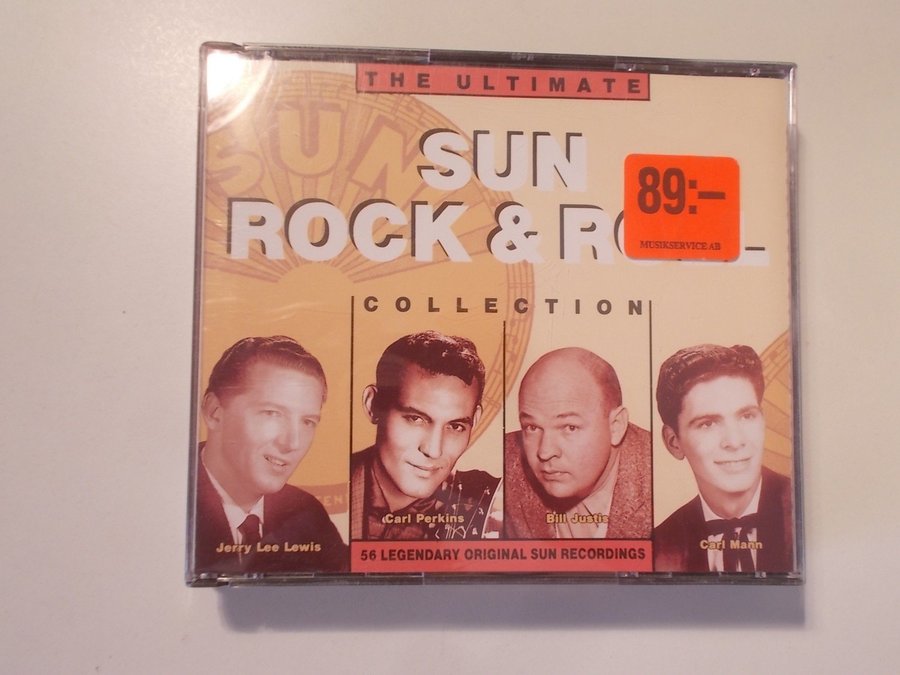 THE ULTIMATE
SUN
SUN
ROCK & RO
89:–
MUSIKSERVICE AB
COLLECTION
Jerry Lee Lewis
Carl Perkins
Bill Justis
Carl Mann
56 LEGENDARY ORIGINAL SUN RECORDINGS